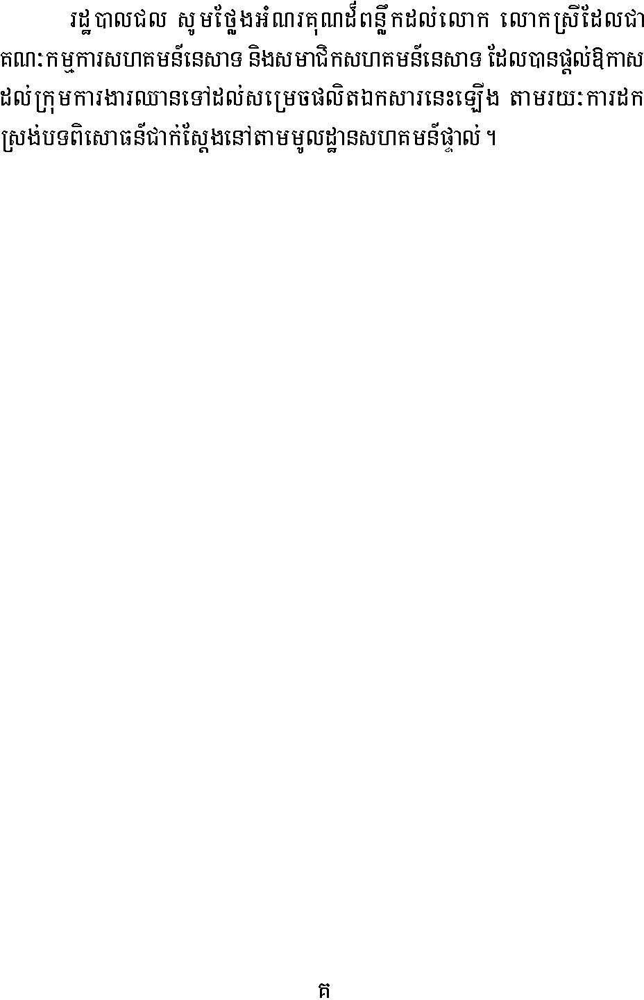 រដ្ឋបាលជល សូមថ្លែងអំណរគុណដ៏ពន្លឹកដល់លោក លោកស្រីដែលជា
គណៈកម្មការសហគមន៍នេសាទ និងសមាជិកសហគមន៍នេសាទ ដែលបានផ្តល់ឱកាស
ដល់ក្រុមការងារឈានទៅដល់សម្រេចផលិតឯកសារនេះឡើង តាមរយៈការដក
ស្រង់បទពិសោធន៍ជាក់ស្តែងនៅតាមមូលដ្ឋានសហគមន៍ផ្ទាល់ ។
គ